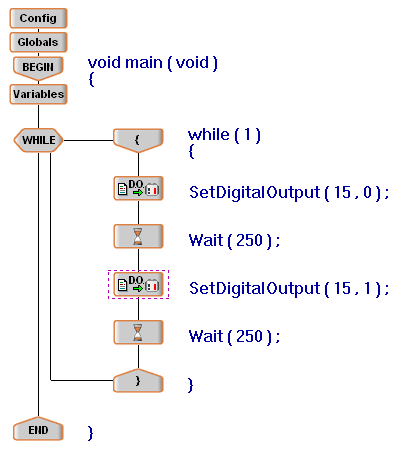 Config
Globals
BEGIN void main ( void )
{
Variables
WHILE { while ( 1 )
{
D.O. SetDigitalOutput ( 15 , 0 ) ;
Wait ( 250 ) ;
D.O. SetDigitalOutput ( 15 , 1 ) ;
Wait ( 250 ) ;
} }
END }